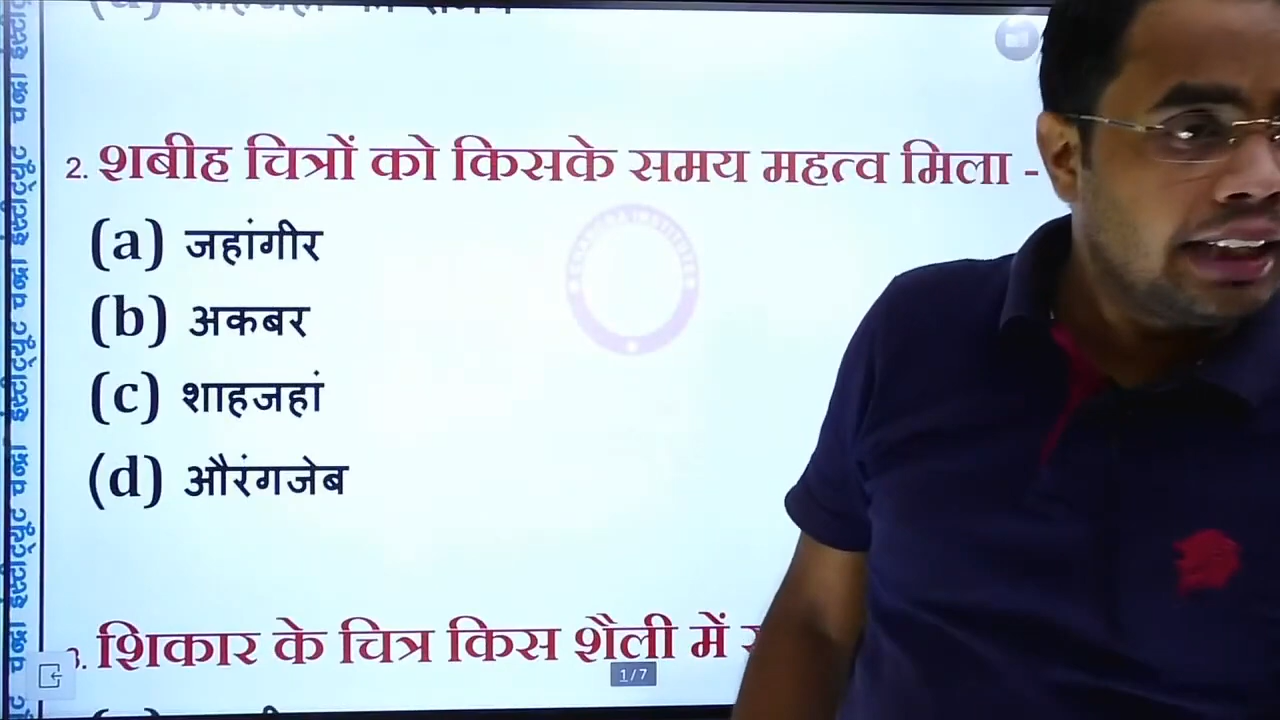 2. शबीह चित्रों को किसके समय महत्व मिला -
(a) जहांगीर
(b) अकबर
(c) शाहजहां
(d) औरंगजेब
3. शिकार के चित्र किस शैली में
1/7